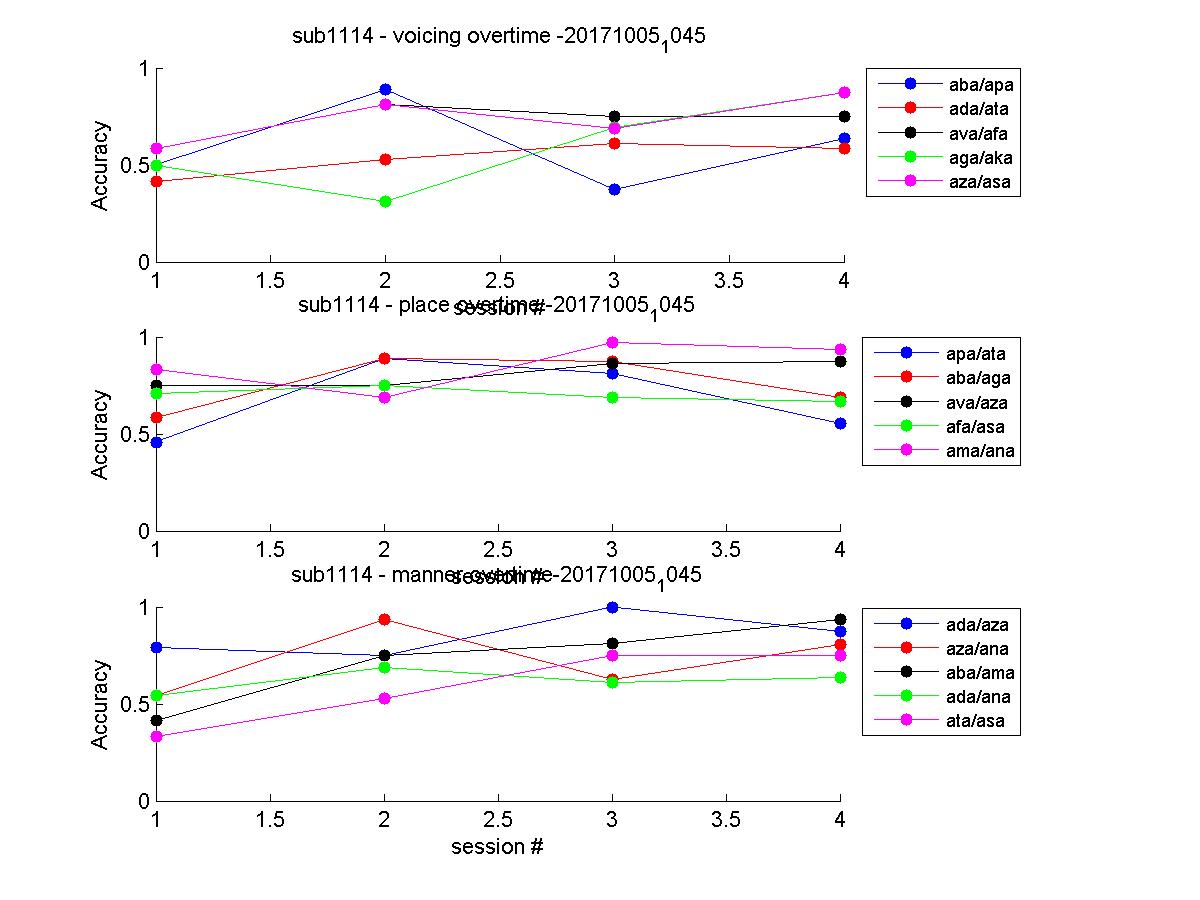 sub1114 - voicing overtime -20171005_1045
1
0.5
0
Accuracy
1 1.5 2 2.5 3 3.5 4
session #
aba/apa
ada/ata
ava/afa
aga/aka
aza/asa
sub1114 - place overtime -20171005_1045
1
0.5
0
Accuracy
1 1.5 2 2.5 3 3.5 4
session #
apa/ata
aba/aga
ava/aza
afa/asa
ama/ana
sub1114 - manner overtime -20171005_1045
1
0.5
0
Accuracy
1 1.5 2 2.5 3 3.5 4
session #
ada/aza
aza/ana
aba/ama
ada/ana
ata/asa